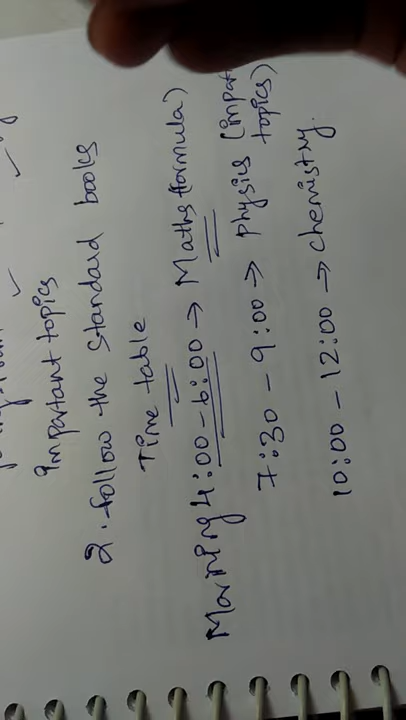 important topics
2. follow the standard books
Time table
Morning 4:00 - 6:00 → Maths (formula)
7:30 - 9:00 → physics (impor
topics)
10:00 - 12:00 → chemistry.